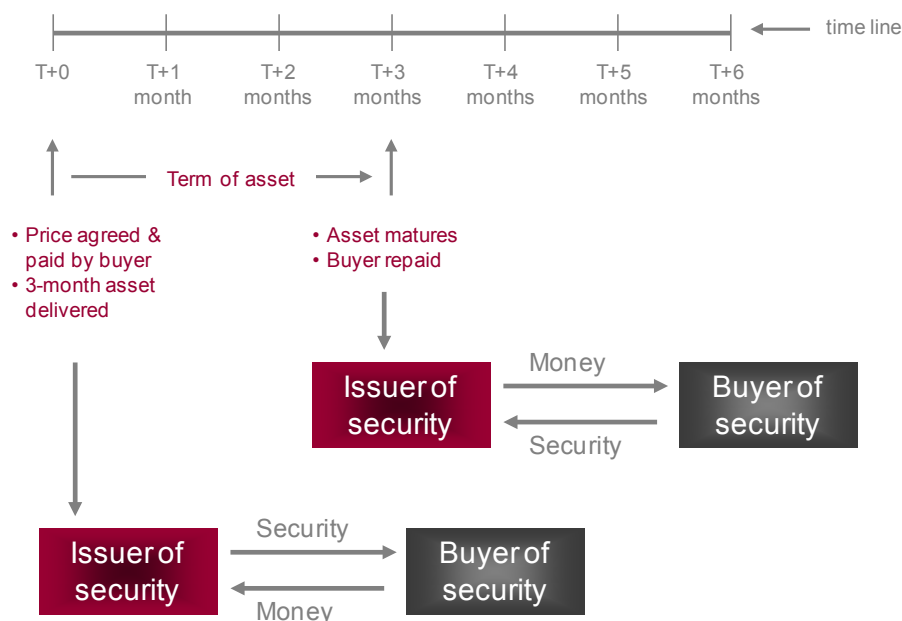 time line
T+0
T+1
month
T+2
months
T+3
months
T+4
months
T+5
months
T+6
months
Term of asset
• Price agreed &
paid by buyer
• 3-month asset
delivered
• Asset matures
• Buyer repaid
Issuer of
security
Money
Security
Buyer of
security
Issuer of
security
Security
Money
Buyer of
security